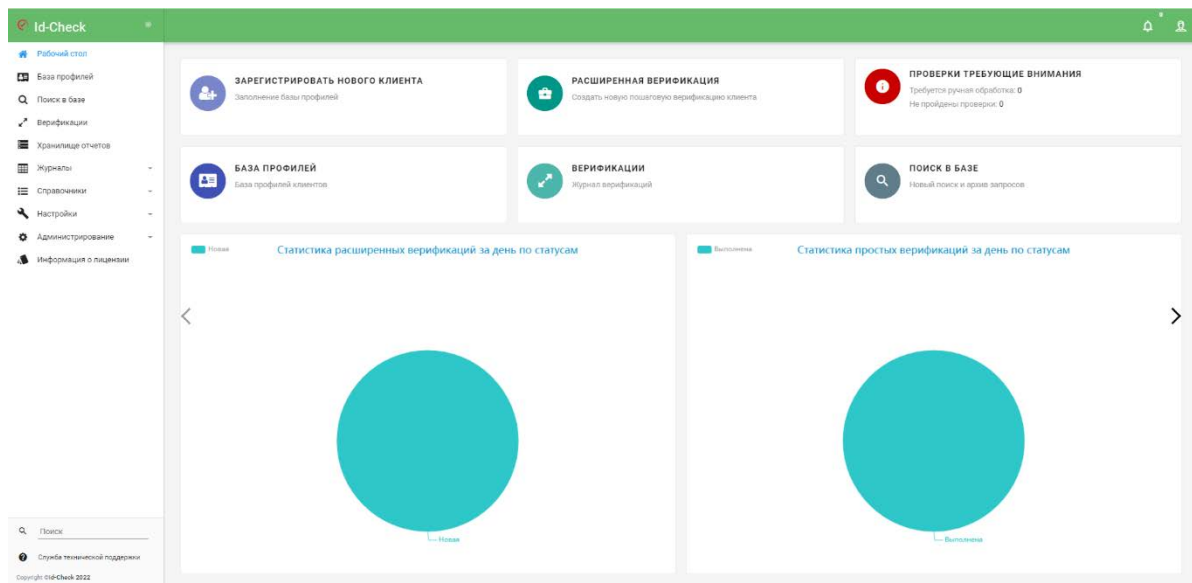 Id-Check
0
Рабочий стол
База профилей
Поиск в базе
Верификации
Хранилище отчетов
Журналы
Справочники
Настройки
Администрирование
Информация о лицензии
ЗАРЕГИСТРИРОВАТЬ НОВОГО КЛИЕНТА
Заполнение базы профилей
РАСШИРЕННАЯ ВЕРИФИКАЦИЯ
Создать новую пошаговую верификацию клиента
ПРОВЕРКИ ТРЕБУЮЩИЕ ВНИМАНИЯ
Требуется ручная обработка: 0
Не пройдены проверки: 0
БАЗА ПРОФИЛЕЙ
База профилей клиентов
ВЕРИФИКАЦИИ
Журнал верификаций
ПОИСК В БАЗЕ
Новый поиск и архив запросов
Новая
Статистика расширенных верификаций за день по статусам
Новая
Выполнена
Статистика простых верификаций за день по статусам
Выполнена
Поиск
Служба технической поддержки
Copyright ©Id-Check 2022